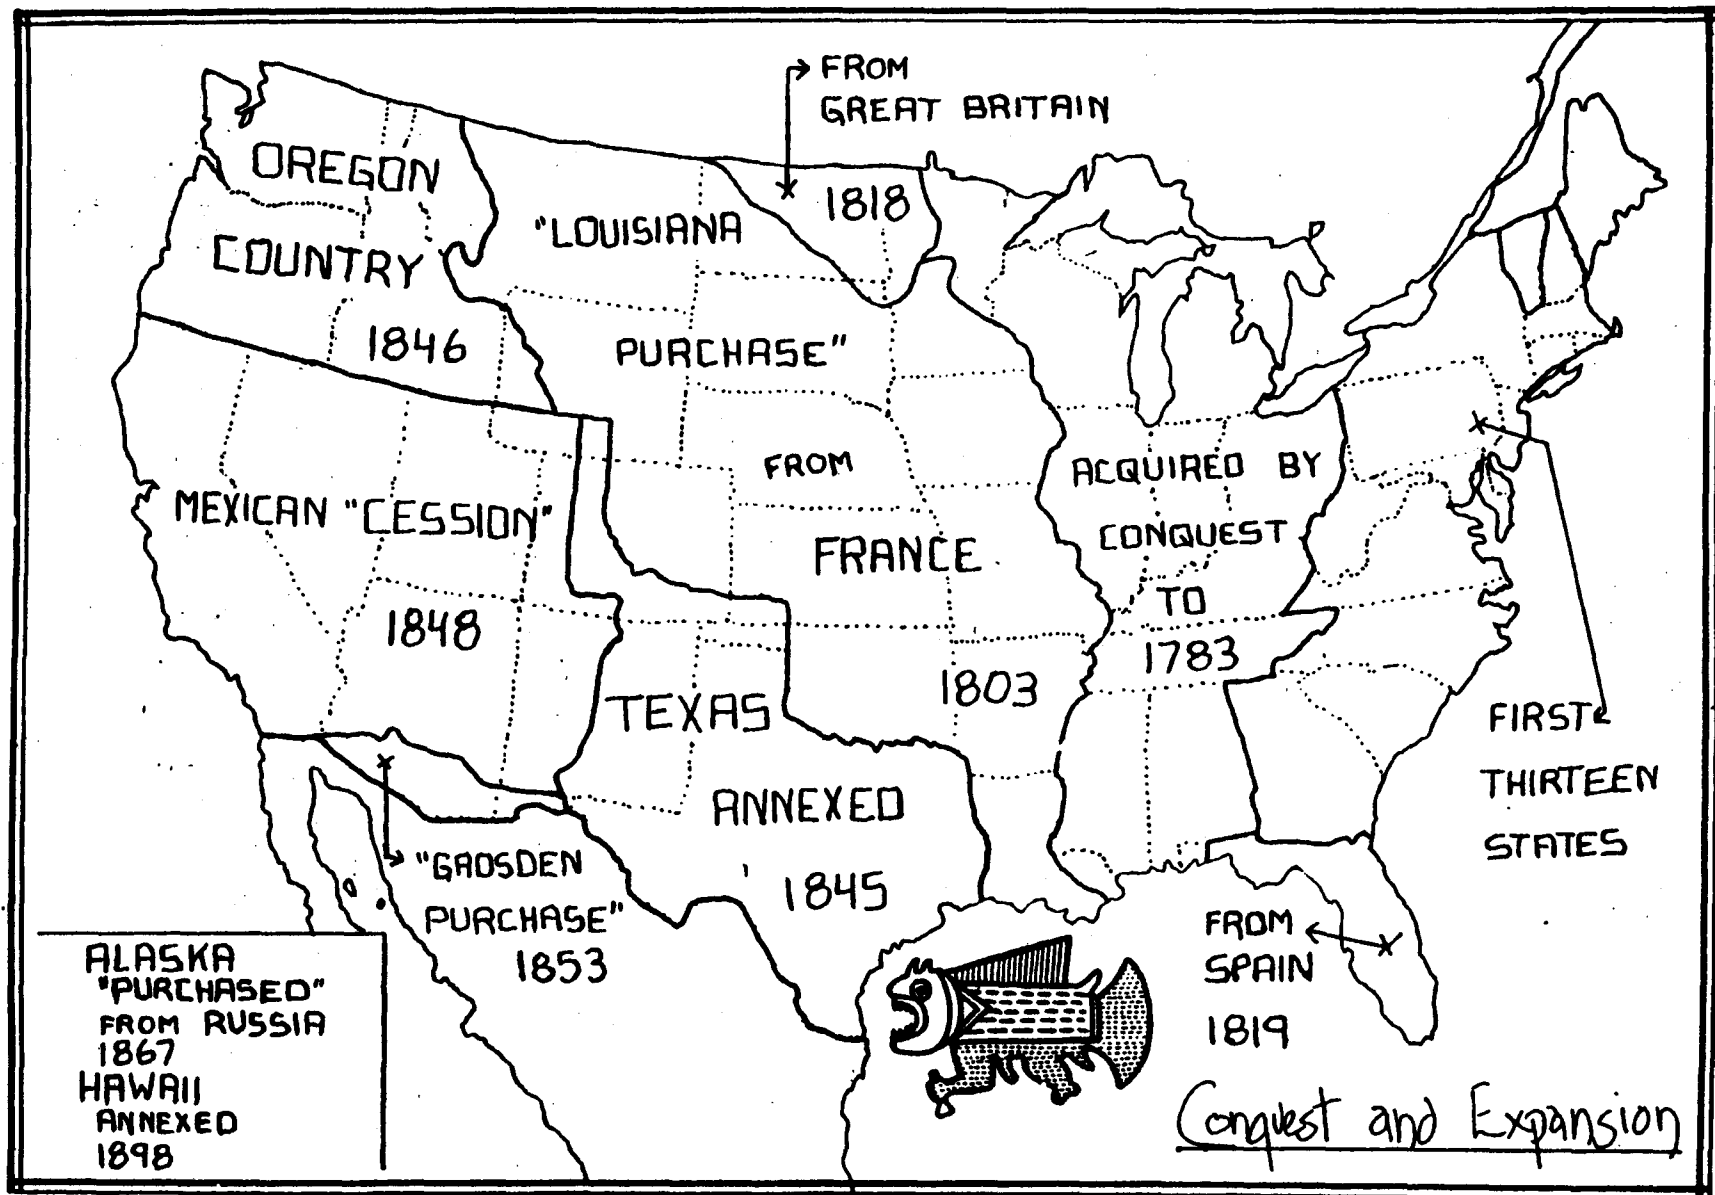 FROM
GREAT BRITAIN
OREGON
COUNTRY
1846
"LOUISIANA
PURCHASE"
FROM
FRANCE
1803
1818
ACQUIRED BY
CONQUEST
TO
1783
MEXICAN "CESSION"
1848
TEXAS
ANNEXED
1845
FIRST
THIRTEEN
STATES
"GADSDEN
PURCHASE"
1853
FROM
SPAIN
1819
ALASKA
"PURCHASED"
FROM RUSSIA
1867
HAWAII
ANNEXED
1898
Conquest and Expansion